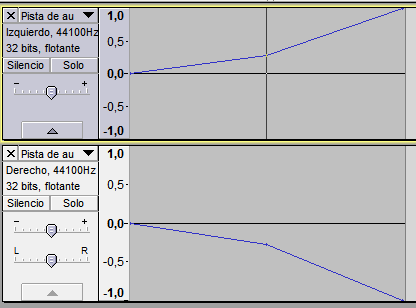 Pista de au
Izquierdo, 44100Hz
32 bits, flotante
Silencio Solo
- +
1,0
0,5
0,0
-0,5
-1,0
Pista de au
Derecho, 44100Hz
32 bits, flotante
Silencio Solo
- +
L R
1,0
0,5
0,0
-0,5
-1,0